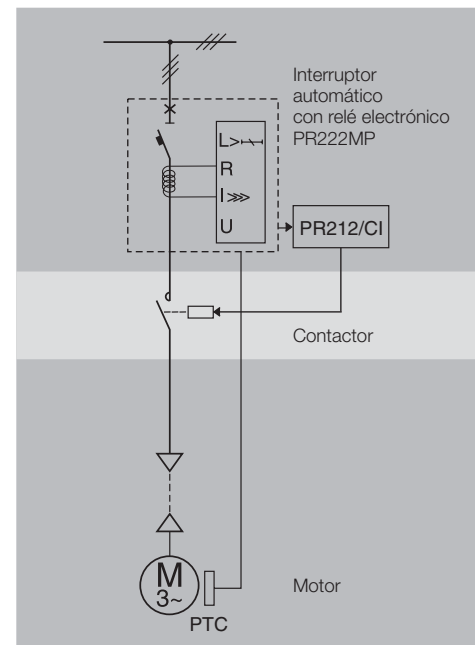 Interruptor
automático
con relé electrónico
PR222MP
L>
R
I>>>
U
PR212/CI
Contactor
M
3~
Motor
PTC